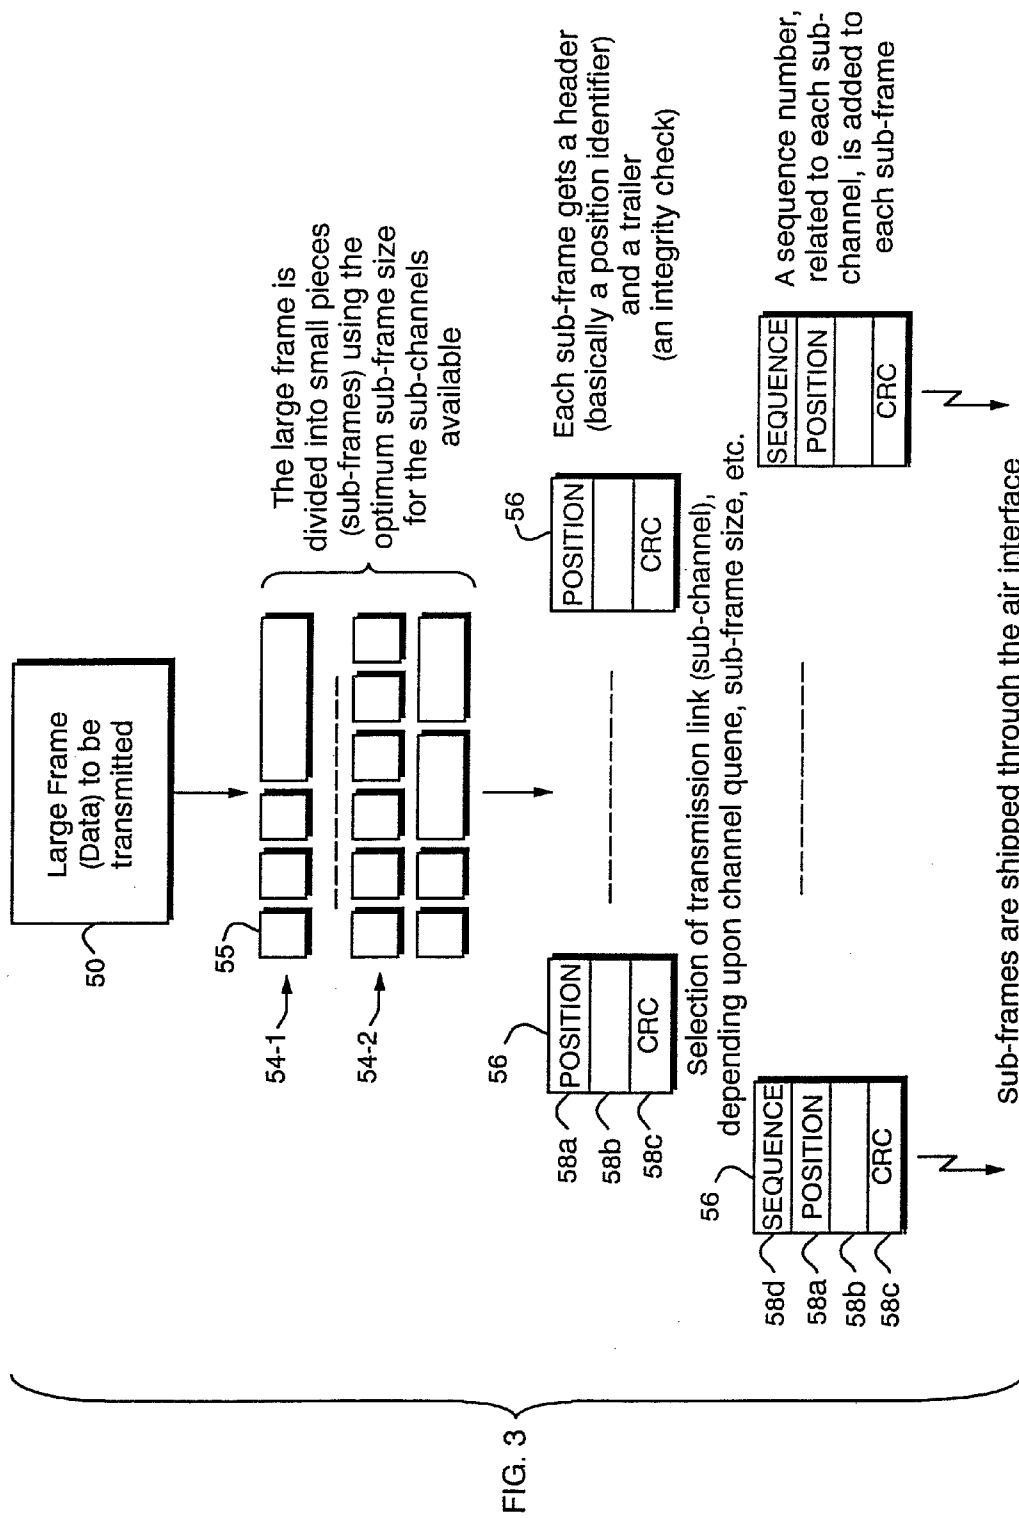 Large Frame
(Data) to be
transmitted
50
55
54-1
54-2
The large frame is
divided into small pieces
(sub-frames) using the
optimum sub-frame size
for the sub-channels
available
56
POSITION
CRC
58a
58b
58c
56
POSITION
CRC
Each sub-frame gets a header
(basically a position identifier)
and a trailer
(an integrity check)
Selection of transmission link (sub-channel),
depending upon channel quene, sub-frame size, etc.
56
SEQUENCE
POSITION
CRC
58d
58a
58b
58c
SEQUENCE
POSITION
CRC
A sequence number,
related to each sub-
channel, is added to
each sub-frame
Sub-frames are shipped through the air interface
FIG. 3